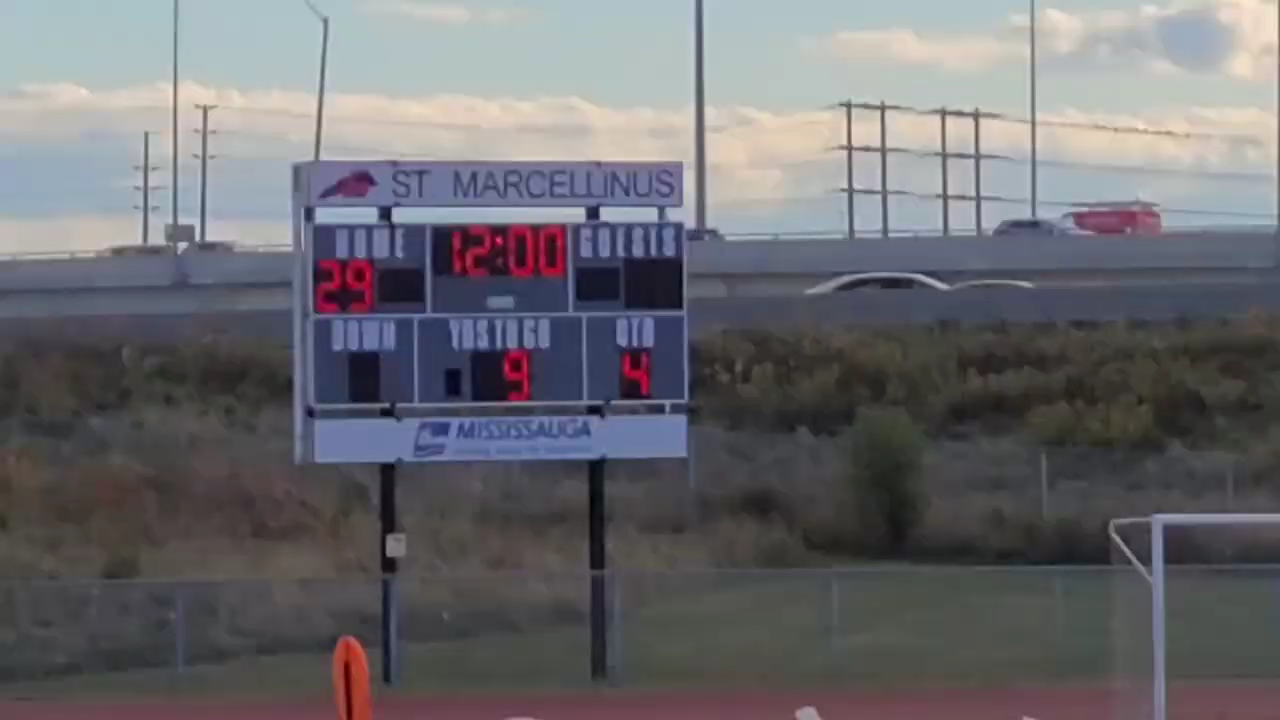 ST MARCELLINUS
HOME 12:00 GUESTS
29
DOWN YDS TO GO QTR
9 4
MISSISSAUGA